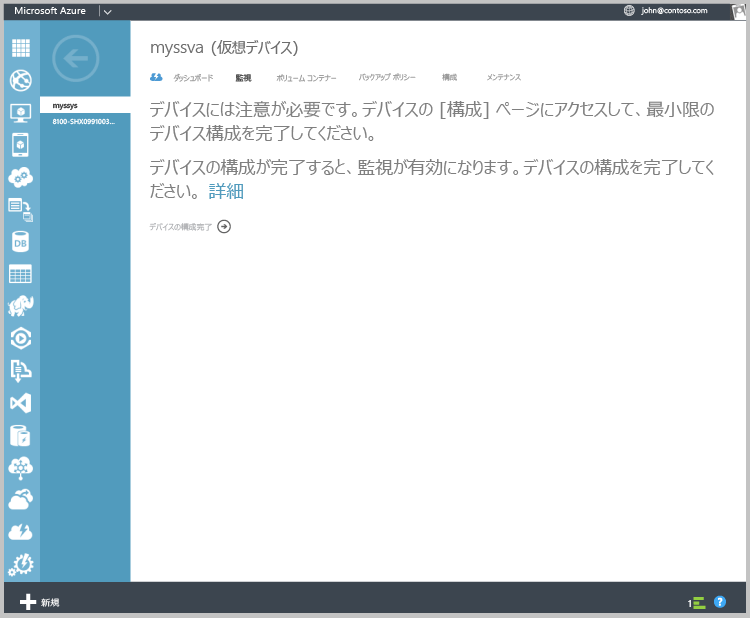 Microsoft Azure
john@contoso.com
myssva (仮想デバイス)
ダッシュボード 監視 ボリューム コンテナー バックアップ ポリシー 構成 メンテナンス
myssys
8100-SHX0991003...
デバイスには注意が必要です。デバイスの [構成] ページにアクセスして、最小限の
デバイス構成を完了してください。
デバイスの構成が完了すると、監視が有効になります。デバイスの構成を完了してく
ださい。 詳細
デバイスの構成完了
DB
新規
1
?